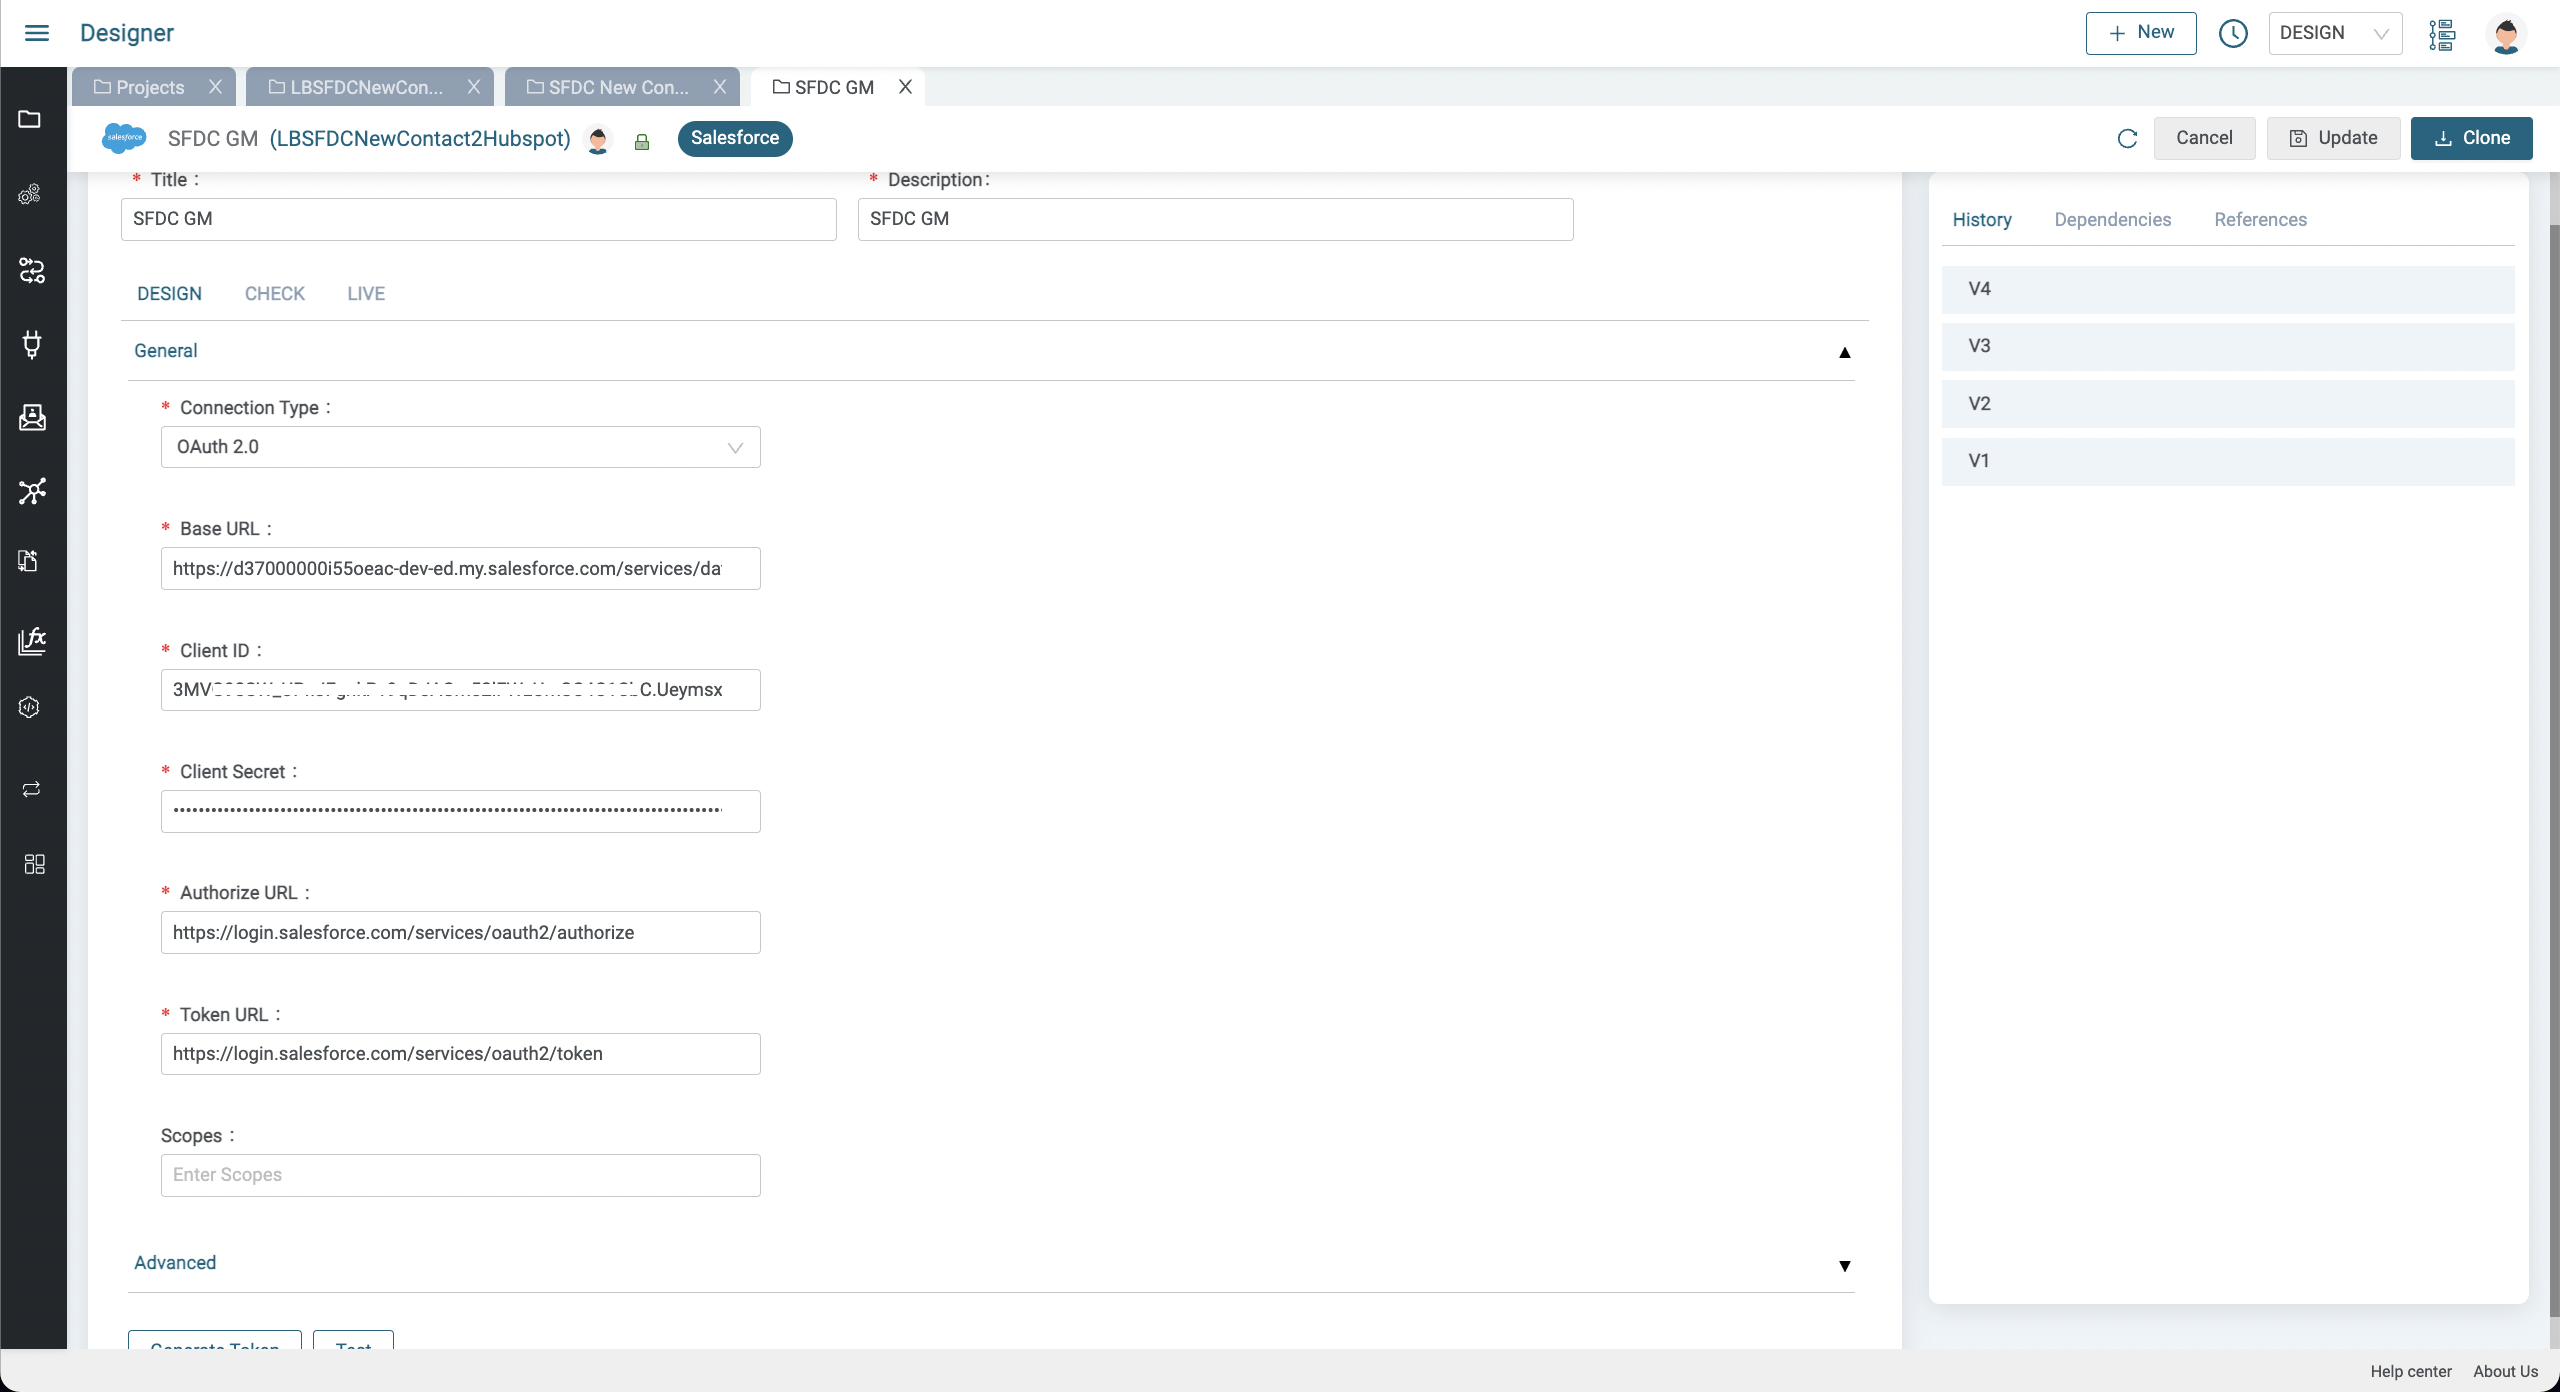 Designer
New
DESIGN
Projects
LBSFDCNewCon...
SFDC New Con...
SFDC GM
salesforce
SFDC GM (LBSFDCNewContact2Hubspot)
Salesforce
Cancel
Update
Clone
* Title :
* Description:
SFDC GM
SFDC GM
DESIGN
CHECK
LIVE
General
* Connection Type :
OAuth 2.0
* Base URL :
https://d37000000i55oeac-dev-ed.my.salesforce.com/services/da
* Client ID :
3MV
C.Ueymsx
* Client Secret :
* Authorize URL :
https://login.salesforce.com/services/oauth2/authorize
* Token URL :
https://login.salesforce.com/services/oauth2/token
Scopes :
Enter Scopes
Advanced
Generate Token
Test
History
Dependencies
References
V4
V3
V2
V1
Help center
About Us